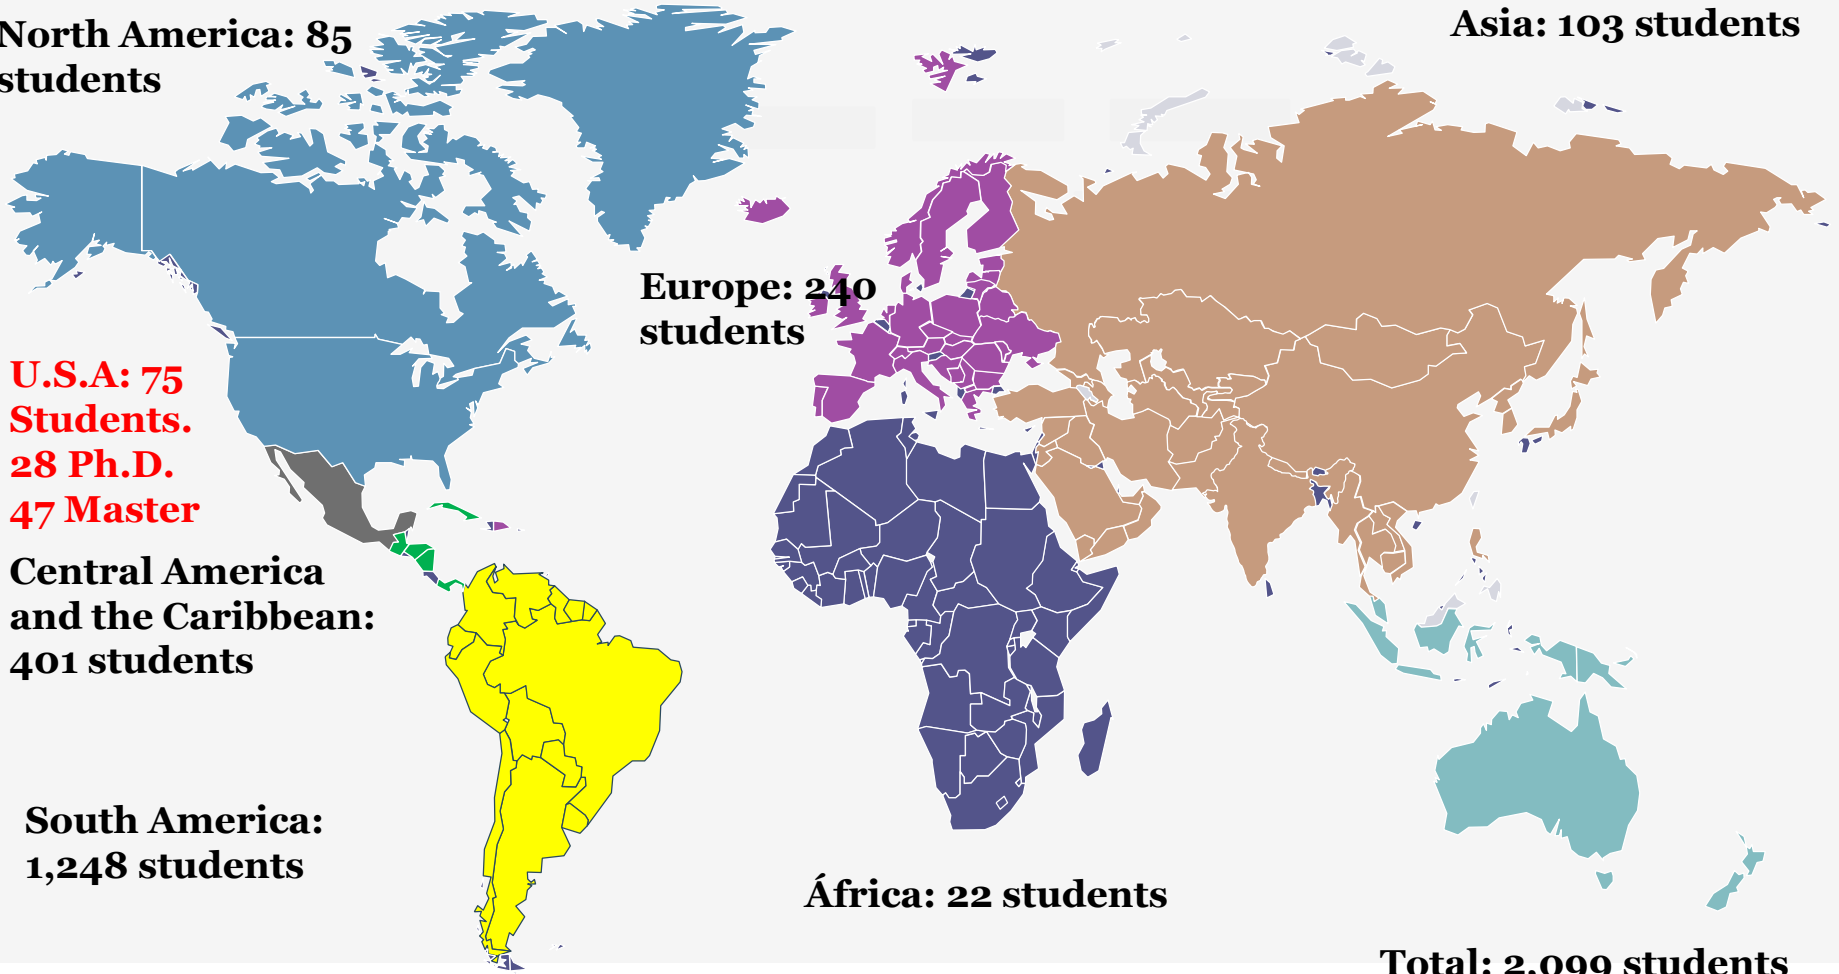 North America: 85
students
Asia: 103 students
Europe: 240
students
U.S.A: 75
Students.
28 Ph.D.
47 Master
Central America
and the Caribbean:
401 students
South America:
1,248 students
África: 22 students
Total: 2,099 students